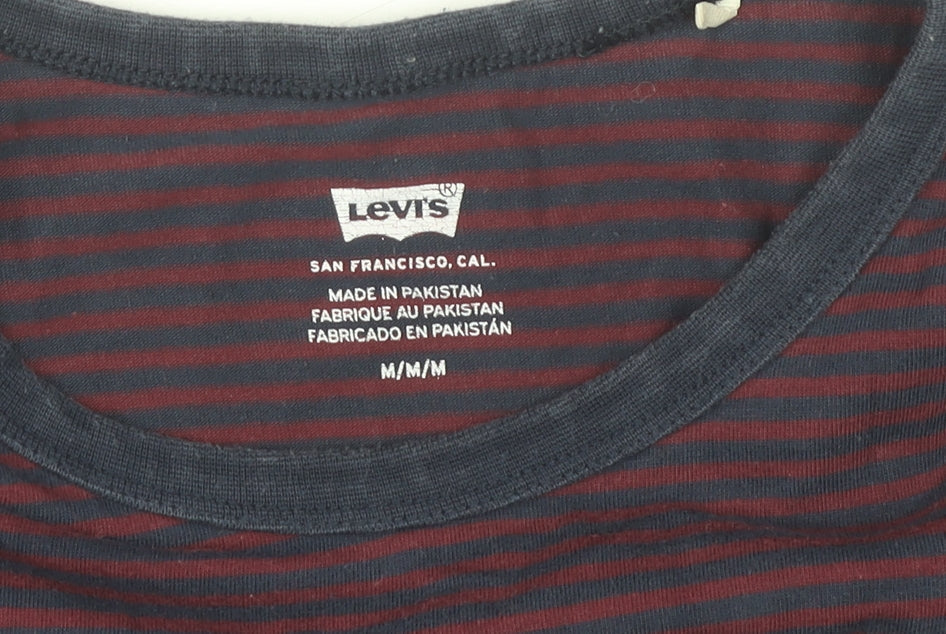 LEVI'S®
SAN FRANCISCO, CAL.
MADE IN PAKISTAN
FABRIQUE AU PAKISTAN
FABRICADO EN PAKISTÁN
M/M/M